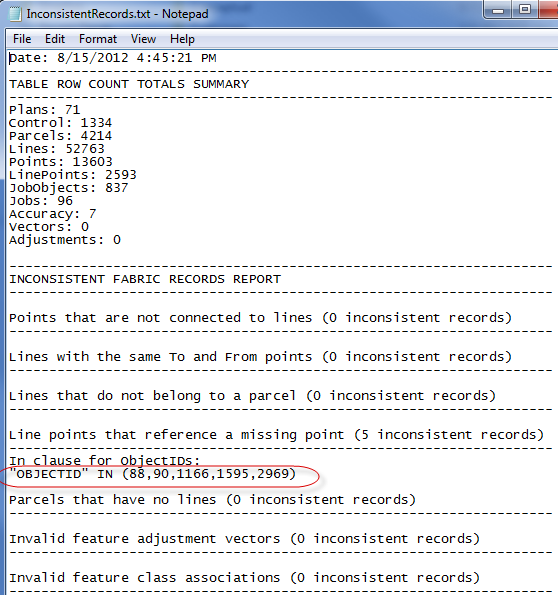 InconsistentRecords.txt - Notepad
File Edit Format View Help
Date: 8/15/2012 4:45:21 PM
--------------------------------------------------------------------
TABLE ROW COUNT TOTALS SUMMARY
--------------------------------------------------------------------
Plans: 71
Control: 1334
Parcels: 4214
Lines: 52763
Points: 13603
LinePoints: 2593
JobObjects: 837
Jobs: 96
Accuracy: 7
Vectors: 0
Adjustments: 0
--------------------------------------------------------------------
INCONSISTENT FABRIC RECORDS REPORT
--------------------------------------------------------------------
Points that are not connected to lines (0 inconsistent records)
--------------------------------------------------------------------
Lines with the same To and From points (0 inconsistent records)
--------------------------------------------------------------------
Lines that do not belong to a parcel (0 inconsistent records)
--------------------------------------------------------------------
Line points that reference a missing point (5 inconsistent records)
--------------------------------------------------------------------
In clause for ObjectIDs:
"OBJECTID" IN (88,90,1166,1595,2969)
Parcels that have no lines (0 inconsistent records)
--------------------------------------------------------------------
Invalid feature adjustment vectors (0 inconsistent records)
--------------------------------------------------------------------
Invalid feature class associations (0 inconsistent records)
--------------------------------------------------------------------